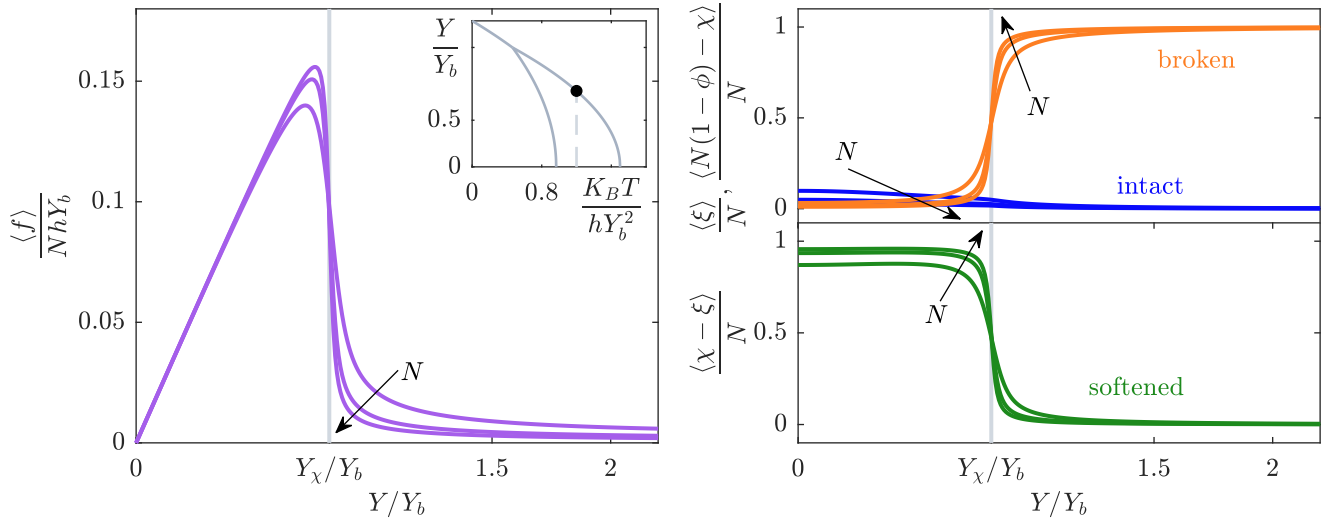 ⟨f⟩ / NhY_b
0.15
0.1
0.05
0
0
Y_χ/Y_b
1.5
2
Y/Y_b
N
Y / Y_b
0.5
0
0
0.8
1.6
K_B T / hY_b^2
⟨ξ⟩ / N, ⟨N(1 − ϕ) − χ⟩ / N
1
0.5
0
broken
N
N
intact
⟨χ − ξ⟩ / N
1
0.5
0
N
softened
0
Y_χ/Y_b
1.5
2
Y/Y_b